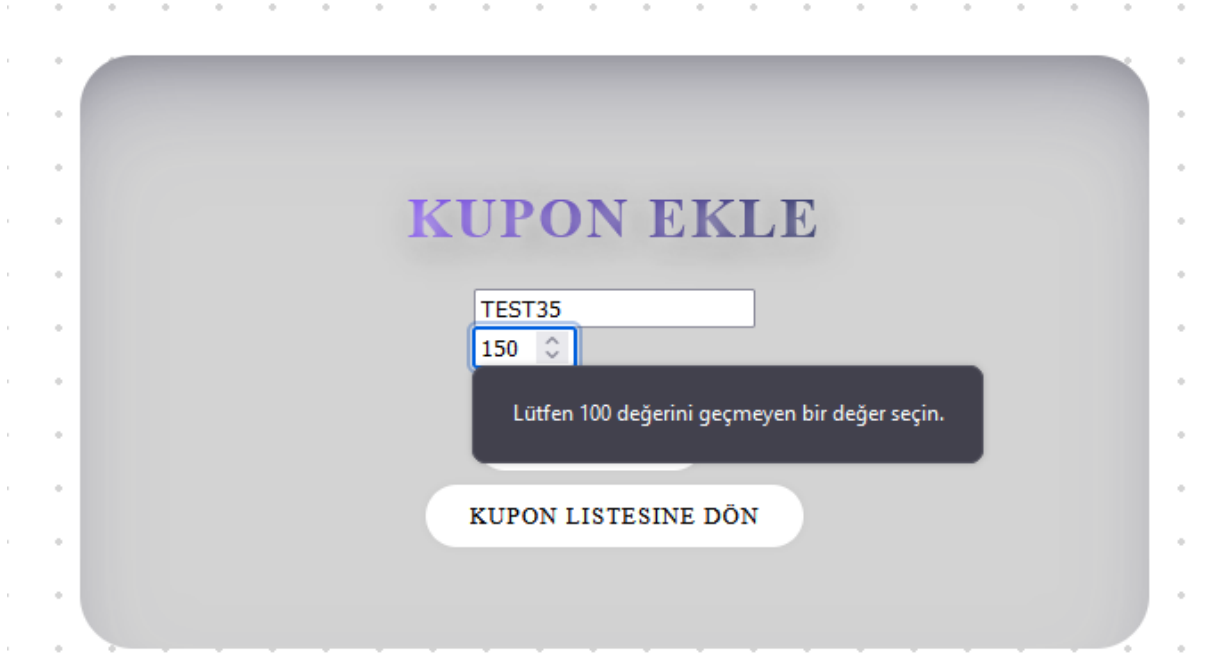 KUPON EKLE
TEST35
150
Lütfen 100 değerini geçmeyen bir değer seçin.
KUPON LISTESINE DÖN